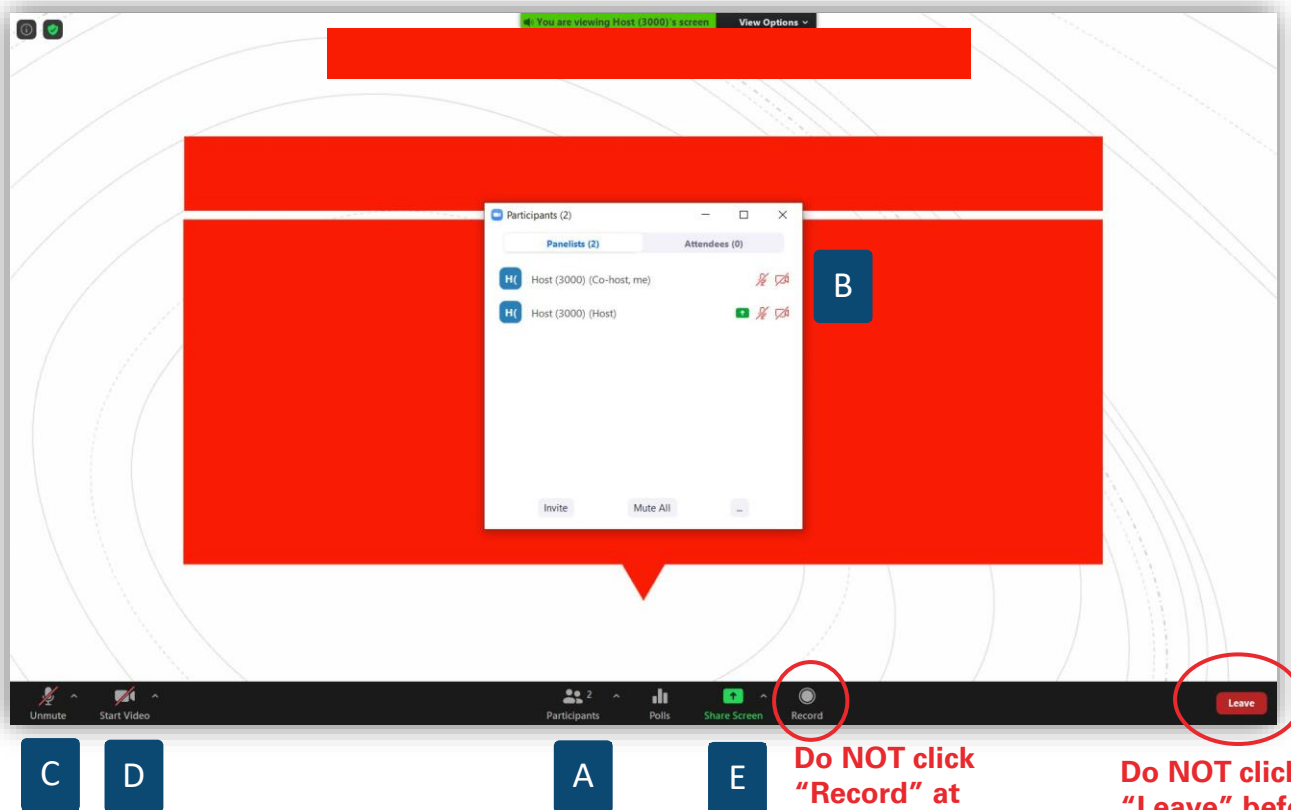 You are viewing Host (3000)'s screen View Options
Participants (2)
Panelists (2) Attendees (0)
H( Host (3000) (Co-host, me)
B
H( Host (3000) (Host)
Invite Mute All ...
2
Unmute Start Video Participants Polls Share Screen Record Leave
C D A E
Do NOT click
"Record" at
Do NOT click
"Leave" before